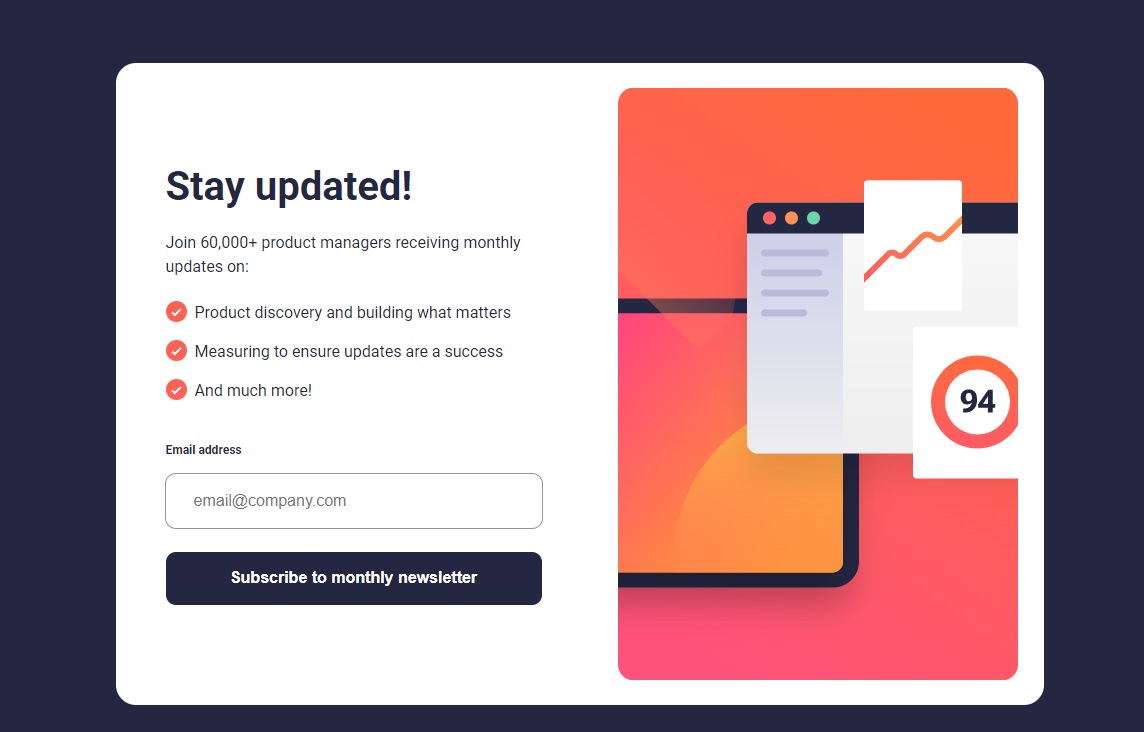 Stay updated!
Join 60,000+ product managers receiving monthly
updates on:
Product discovery and building what matters
Measuring to ensure updates are a success
And much more!
Email address
email@company.com
Subscribe to monthly newsletter
94